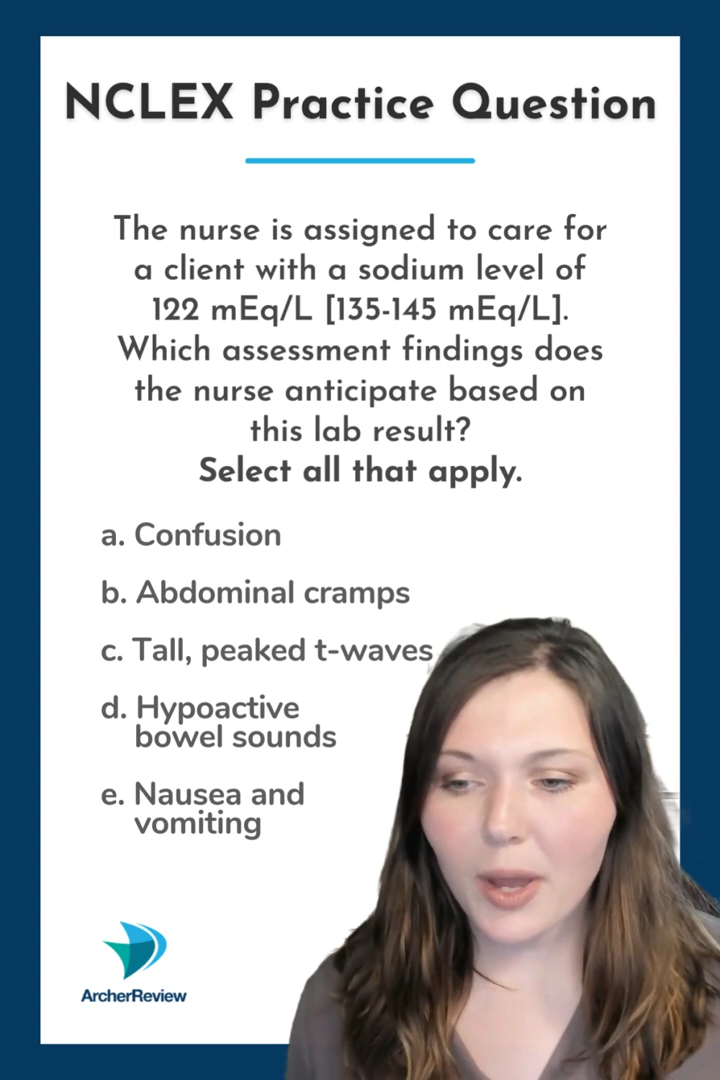 NCLEX Practice Question
The nurse is assigned to care for
a client with a sodium level of
122 mEq/L [135-145 mEq/L].
Which assessment findings does
the nurse anticipate based on
this lab result?
Select all that apply.
a. Confusion
b. Abdominal cramps
c. Tall, peaked t-waves
d. Hypoactive
bowel sounds
e. Nausea and
vomiting
ArcherReview